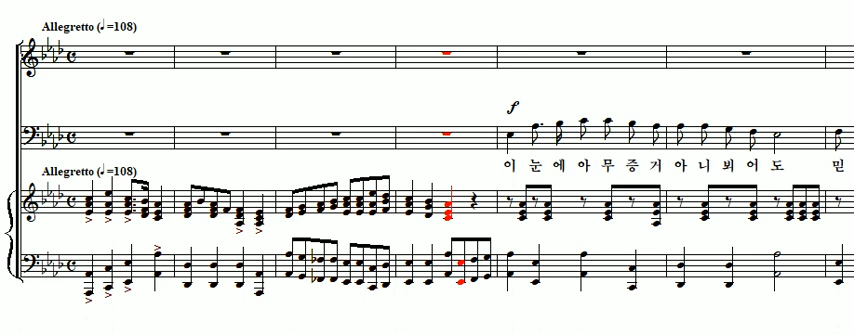 Allegretto (♩=108)
f
이 눈 에 아 무 증 거 아 니 뵈 어 도 믿
Allegretto (♩=108)